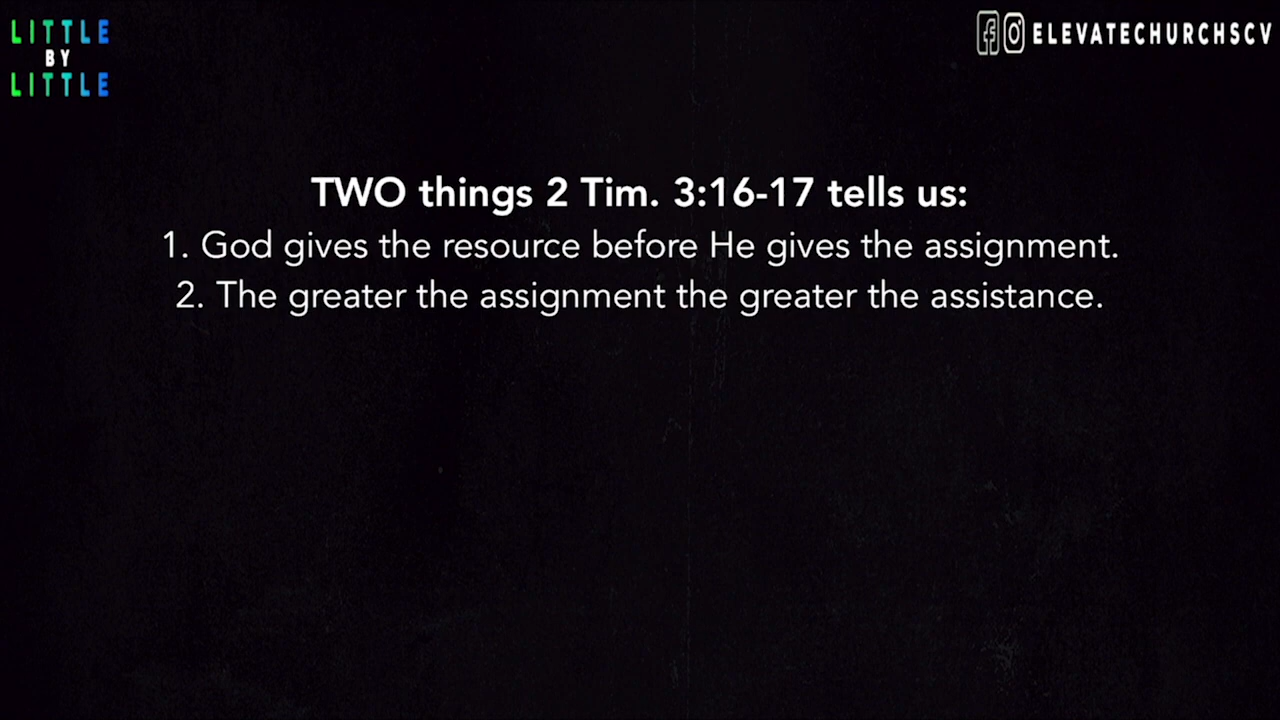 LITTLE
BY
LITTLE
ELEVATECHURCHSCV
TWO things 2 Tim. 3:16-17 tells us:
1. God gives the resource before He gives the assignment.
2. The greater the assignment the greater the assistance.